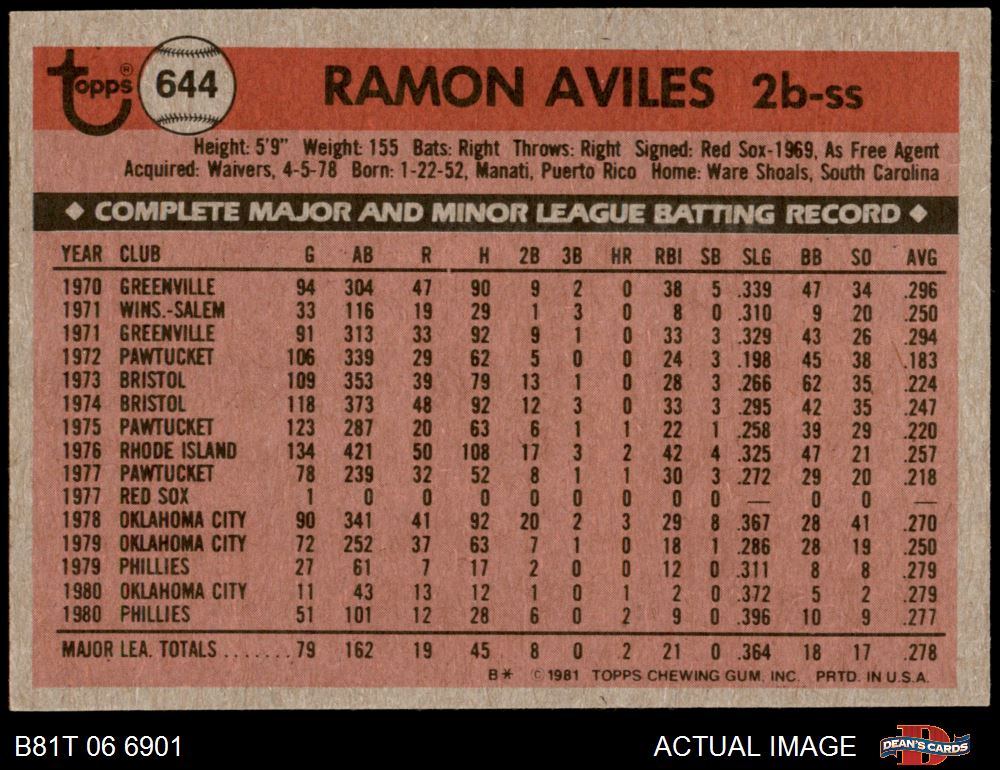 topps® 644 RAMON AVILES 2b-ss
Height: 5'9" Weight: 155 Bats: Right Throws: Right Signed: Red Sox-1969, As Free Agent
Acquired: Waivers, 4-5-78 Born: 1-22-52, Manati, Puerto Rico Home: Ware Shoals, South Carolina
◆ COMPLETE MAJOR AND MINOR LEAGUE BATTING RECORD ◆
YEAR CLUB G AB R H 2B 3B HR RBI SB SLG BB SO AVG
1970 GREENVILLE 94 304 47 90 9 2 0 38 5 .339 47 34 .296
1971 WINS.-SALEM 33 116 19 29 1 3 0 8 0 .310 9 20 .250
1971 GREENVILLE 91 313 33 92 9 1 0 33 3 .329 43 26 .294
1972 PAWTUCKET 106 339 29 62 5 0 0 24 3 .198 45 38 .183
1973 BRISTOL 109 353 39 79 13 1 0 28 3 .266 62 35 .224
1974 BRISTOL 118 373 48 92 12 3 0 33 3 .295 42 35 .247
1975 PAWTUCKET 123 287 20 63 6 1 1 22 1 .258 39 29 .220
1976 RHODE ISLAND 134 421 50 108 17 3 2 42 4 .325 47 21 .257
1977 PAWTUCKET 78 239 32 52 8 1 1 30 3 .272 29 20 .218
1977 RED SOX 1 0 0 0 0 0 0 0 0 — 0 0 —
1978 OKLAHOMA CITY 90 341 41 92 20 2 3 29 8 .367 28 41 .270
1979 OKLAHOMA CITY 72 252 37 63 7 1 0 18 1 .286 28 19 .250
1979 PHILLIES 27 61 7 17 2 0 0 12 0 .311 8 8 .279
1980 OKLAHOMA CITY 11 43 13 12 1 0 1 2 0 .372 5 2 .279
1980 PHILLIES 51 101 12 28 6 0 2 9 0 .396 10 9 .277
MAJOR LEA. TOTALS ....... 79 162 19 45 8 0 2 21 0 .364 18 17 .278
B* © 1981 TOPPS CHEWING GUM, INC. PRTD. IN U.S.A.
B81T 06 6901 ACTUAL IMAGE D DEAN'S CARDS